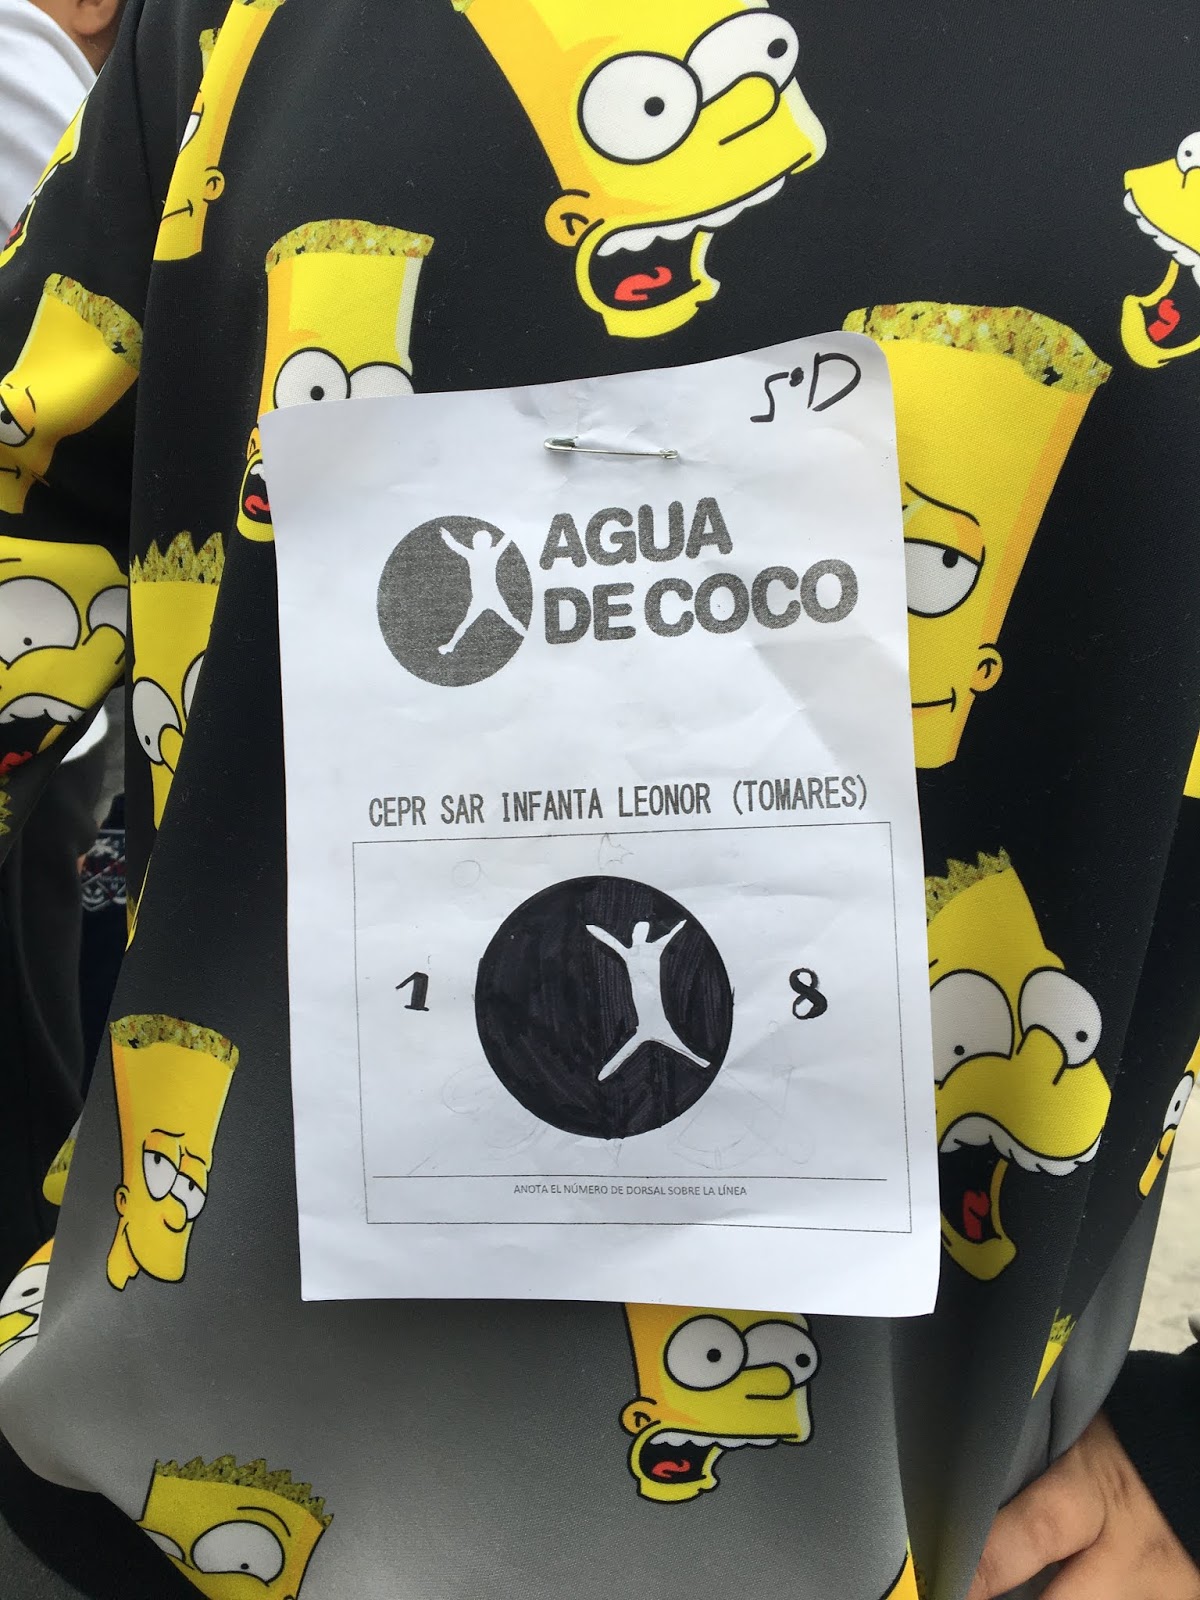 5ºD
AGUA
DE COCO
CEPR SAR INFANTA LEONOR (TOMARES)
1 8
ANOTA EL NÚMERO DE DORSAL SOBRE LA LÍNEA